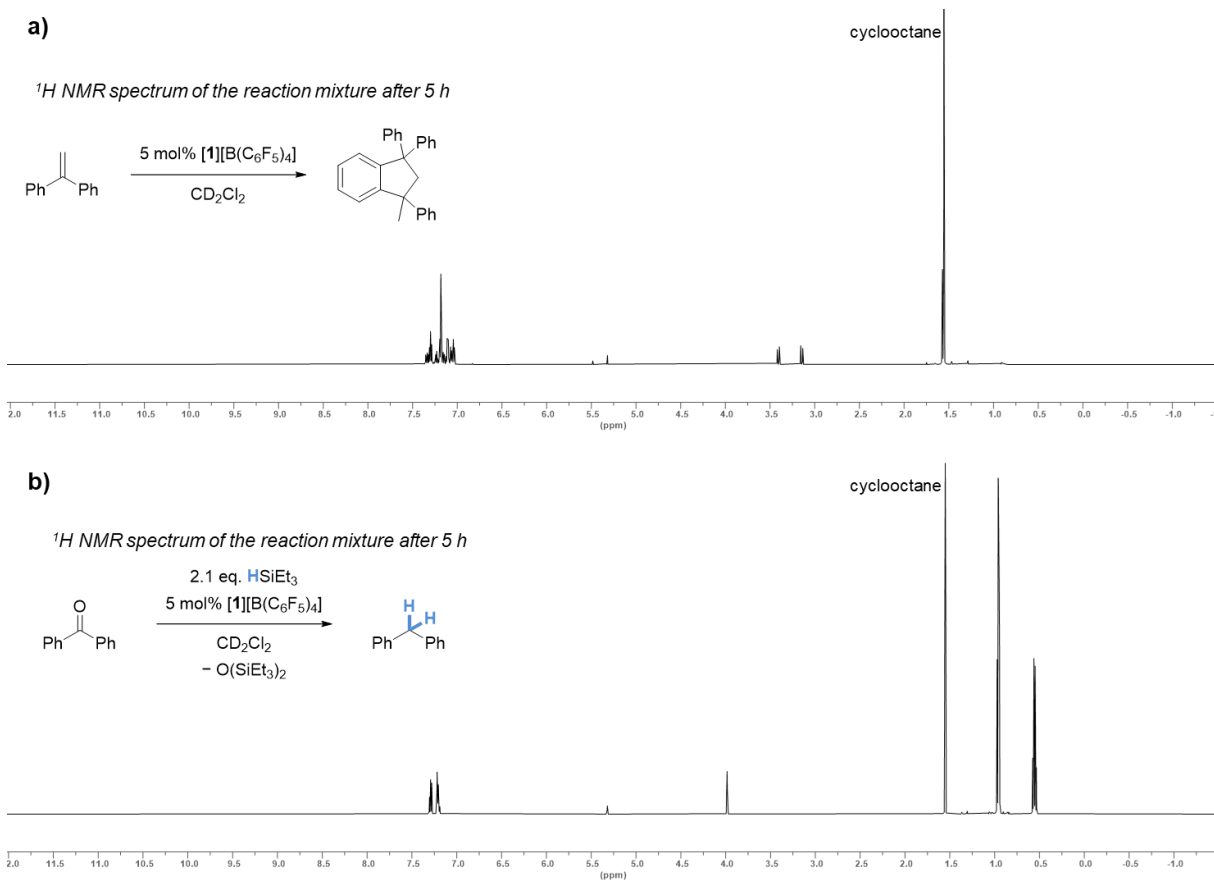 a)
cyclooctane
¹H NMR spectrum of the reaction mixture after 5 h
5 mol% [1][B(C₆F₅)₄]
CD₂Cl₂
Ph Ph
Ph Ph
Ph
2.0 11.5 11.0 10.5 10.0 9.5 9.0 8.5 8.0 7.5 7.0 6.5 6.0 5.5 5.0 4.5 4.0 3.5 3.0 2.5 2.0 1.5 1.0 0.5 0.0 -0.5 -1.0 -1
(ppm)
b)
cyclooctane
¹H NMR spectrum of the reaction mixture after 5 h
2.1 eq. HSiEt₃
5 mol% [1][B(C₆F₅)₄]
CD₂Cl₂
− O(SiEt₃)₂
O
Ph Ph
H H
Ph Ph
2.0 11.5 11.0 10.5 10.0 9.5 9.0 8.5 8.0 7.5 7.0 6.5 6.0 5.5 5.0 4.5 4.0 3.5 3.0 2.5 2.0 1.5 1.0 0.5 0.0 -0.5 -1.0
(ppm)